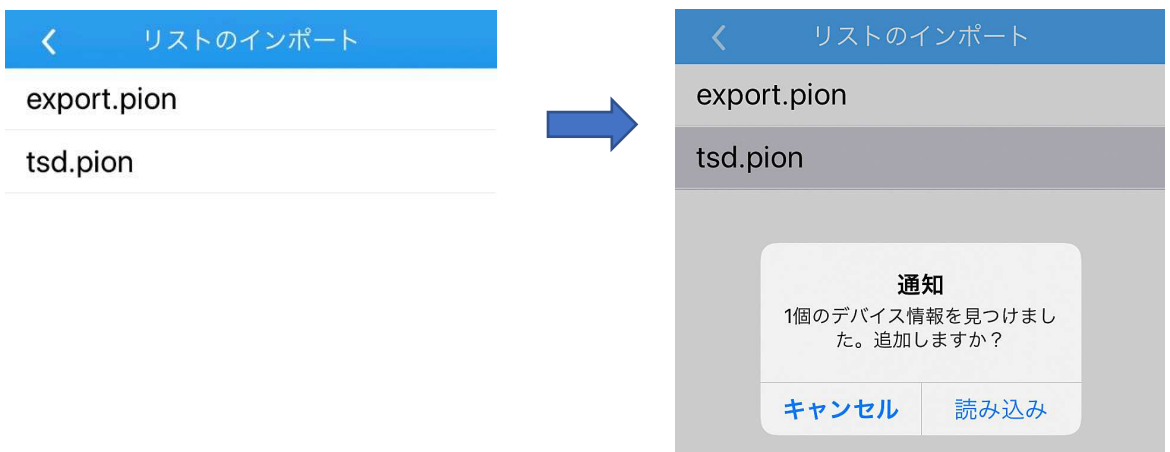 リストのインポート
export.pion
tsd.pion
リストのインポート
export.pion
tsd.pion
通知
1個のデバイス情報を見つけまし
た。追加しますか？
キャンセル 読み込み